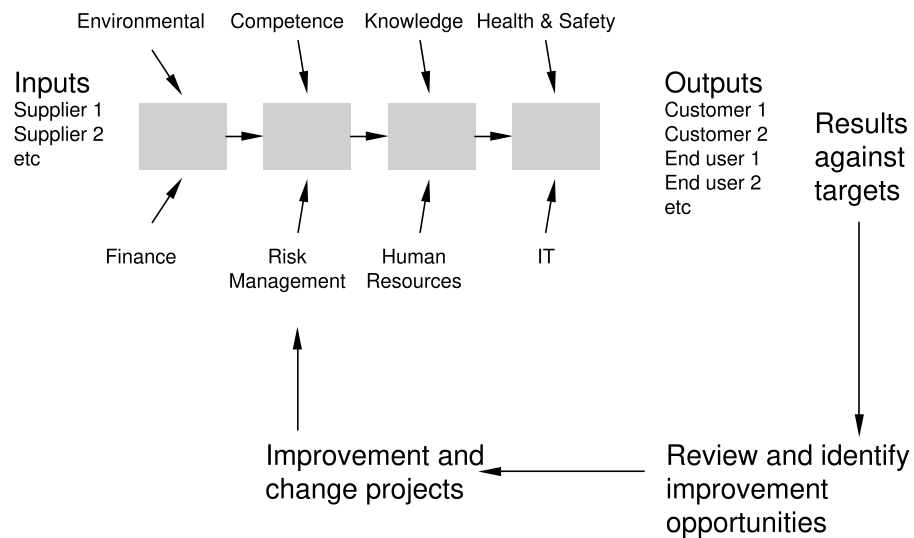 Environmental
Competence
Knowledge
Health & Safety
Inputs
Supplier 1
Supplier 2
etc
Outputs
Customer 1
Customer 2
End user 1
End user 2
etc
Results
against
targets
Finance
Risk
Management
Human
Resources
IT
Improvement and
change projects
Review and identify
improvement
opportunities